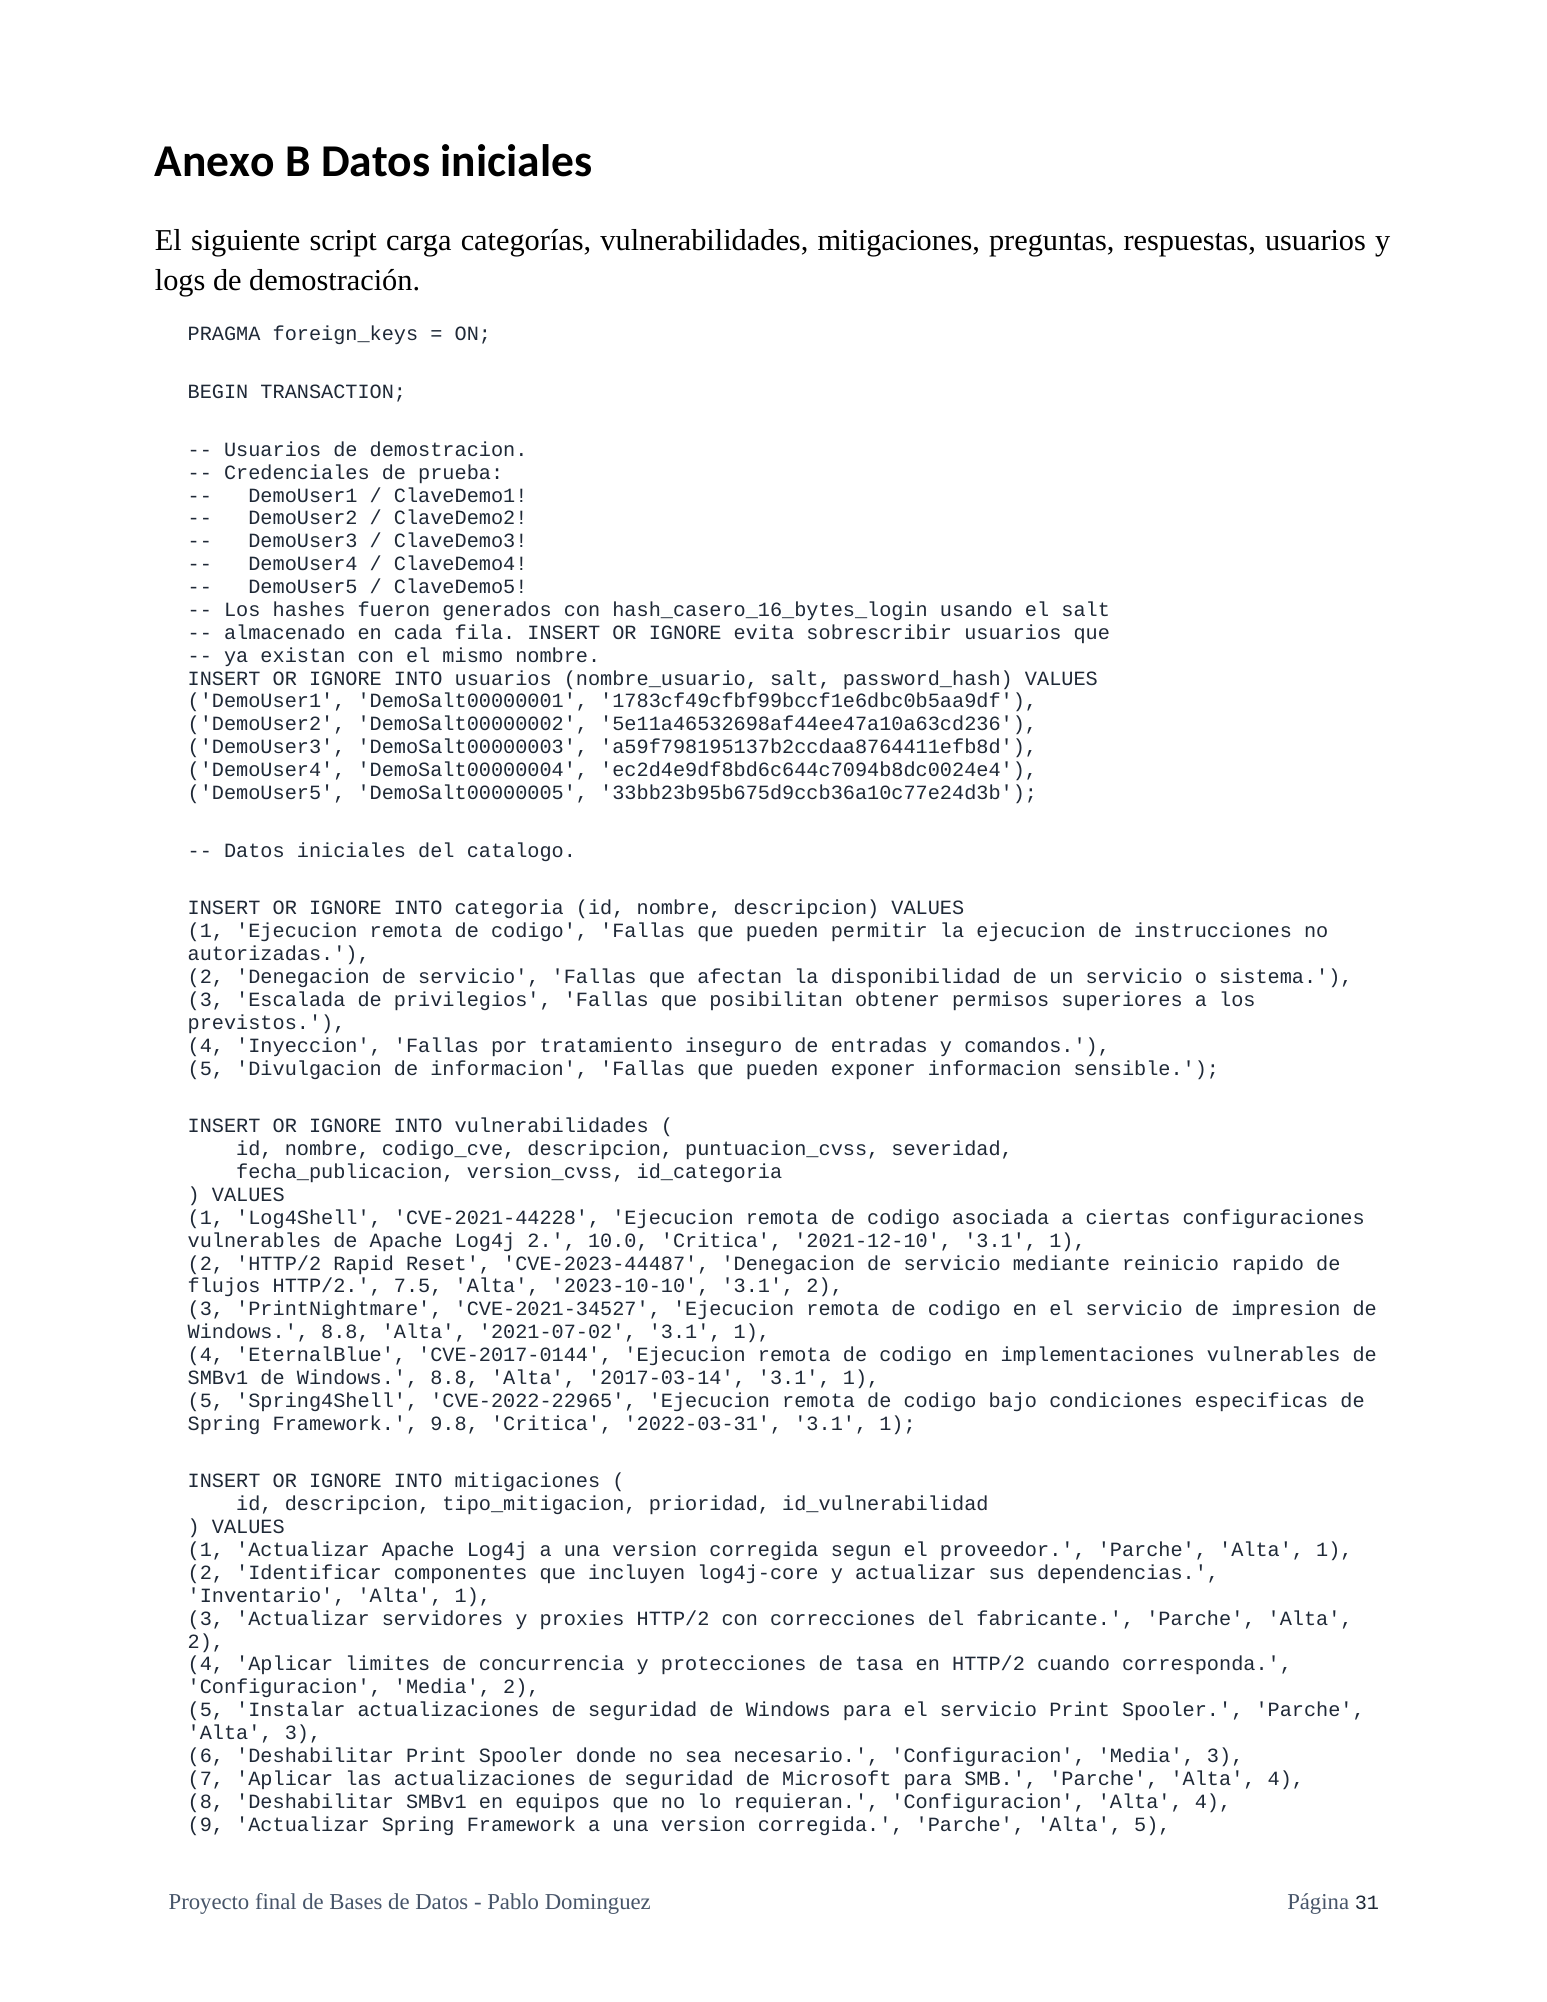 Anexo B Datos iniciales
El siguiente script carga categorías, vulnerabilidades, mitigaciones, preguntas, respuestas, usuarios y
logs de demostración.
PRAGMA foreign_keys = ON;
BEGIN TRANSACTION;
-- Usuarios de demostracion.
-- Credenciales de prueba:
--   DemoUser1 / ClaveDemo1!
--   DemoUser2 / ClaveDemo2!
--   DemoUser3 / ClaveDemo3!
--   DemoUser4 / ClaveDemo4!
--   DemoUser5 / ClaveDemo5!
-- Los hashes fueron generados con hash_casero_16_bytes_login usando el salt
-- almacenado en cada fila. INSERT OR IGNORE evita sobrescribir usuarios que
-- ya existan con el mismo nombre.
INSERT OR IGNORE INTO usuarios (nombre_usuario, salt, password_hash) VALUES
('DemoUser1', 'DemoSalt00000001', '1783cf49cfbf99bccf1e6dbc0b5aa9df'),
('DemoUser2', 'DemoSalt00000002', '5e11a46532698af44ee47a10a63cd236'),
('DemoUser3', 'DemoSalt00000003', 'a59f798195137b2ccdaa8764411efb8d'),
('DemoUser4', 'DemoSalt00000004', 'ec2d4e9df8bd6c644c7094b8dc0024e4'),
('DemoUser5', 'DemoSalt00000005', '33bb23b95b675d9ccb36a10c77e24d3b');
-- Datos iniciales del catalogo.
INSERT OR IGNORE INTO categoria (id, nombre, descripcion) VALUES
(1, 'Ejecucion remota de codigo', 'Fallas que pueden permitir la ejecucion de instrucciones no
autorizadas.'),
(2, 'Denegacion de servicio', 'Fallas que afectan la disponibilidad de un servicio o sistema.'),
(3, 'Escalada de privilegios', 'Fallas que posibilitan obtener permisos superiores a los
previstos.'),
(4, 'Inyeccion', 'Fallas por tratamiento inseguro de entradas y comandos.'),
(5, 'Divulgacion de informacion', 'Fallas que pueden exponer informacion sensible.');
INSERT OR IGNORE INTO vulnerabilidades (
    id, nombre, codigo_cve, descripcion, puntuacion_cvss, severidad,
    fecha_publicacion, version_cvss, id_categoria
) VALUES
(1, 'Log4Shell', 'CVE-2021-44228', 'Ejecucion remota de codigo asociada a ciertas configuraciones
vulnerables de Apache Log4j 2.', 10.0, 'Critica', '2021-12-10', '3.1', 1),
(2, 'HTTP/2 Rapid Reset', 'CVE-2023-44487', 'Denegacion de servicio mediante reinicio rapido de
flujos HTTP/2.', 7.5, 'Alta', '2023-10-10', '3.1', 2),
(3, 'PrintNightmare', 'CVE-2021-34527', 'Ejecucion remota de codigo en el servicio de impresion de
Windows.', 8.8, 'Alta', '2021-07-02', '3.1', 1),
(4, 'EternalBlue', 'CVE-2017-0144', 'Ejecucion remota de codigo en implementaciones vulnerables de
SMBv1 de Windows.', 8.8, 'Alta', '2017-03-14', '3.1', 1),
(5, 'Spring4Shell', 'CVE-2022-22965', 'Ejecucion remota de codigo bajo condiciones especificas de
Spring Framework.', 9.8, 'Critica', '2022-03-31', '3.1', 1);
INSERT OR IGNORE INTO mitigaciones (
    id, descripcion, tipo_mitigacion, prioridad, id_vulnerabilidad
) VALUES
(1, 'Actualizar Apache Log4j a una version corregida segun el proveedor.', 'Parche', 'Alta', 1),
(2, 'Identificar componentes que incluyen log4j-core y actualizar sus dependencias.',
'Inventario', 'Alta', 1),
(3, 'Actualizar servidores y proxies HTTP/2 con correcciones del fabricante.', 'Parche', 'Alta',
2),
(4, 'Aplicar limites de concurrencia y protecciones de tasa en HTTP/2 cuando corresponda.',
'Configuracion', 'Media', 2),
(5, 'Instalar actualizaciones de seguridad de Windows para el servicio Print Spooler.', 'Parche',
'Alta', 3),
(6, 'Deshabilitar Print Spooler donde no sea necesario.', 'Configuracion', 'Media', 3),
(7, 'Aplicar las actualizaciones de seguridad de Microsoft para SMB.', 'Parche', 'Alta', 4),
(8, 'Deshabilitar SMBv1 en equipos que no lo requieran.', 'Configuracion', 'Alta', 4),
(9, 'Actualizar Spring Framework a una version corregida.', 'Parche', 'Alta', 5),
Proyecto final de Bases de Datos - Pablo Dominguez
Página 31